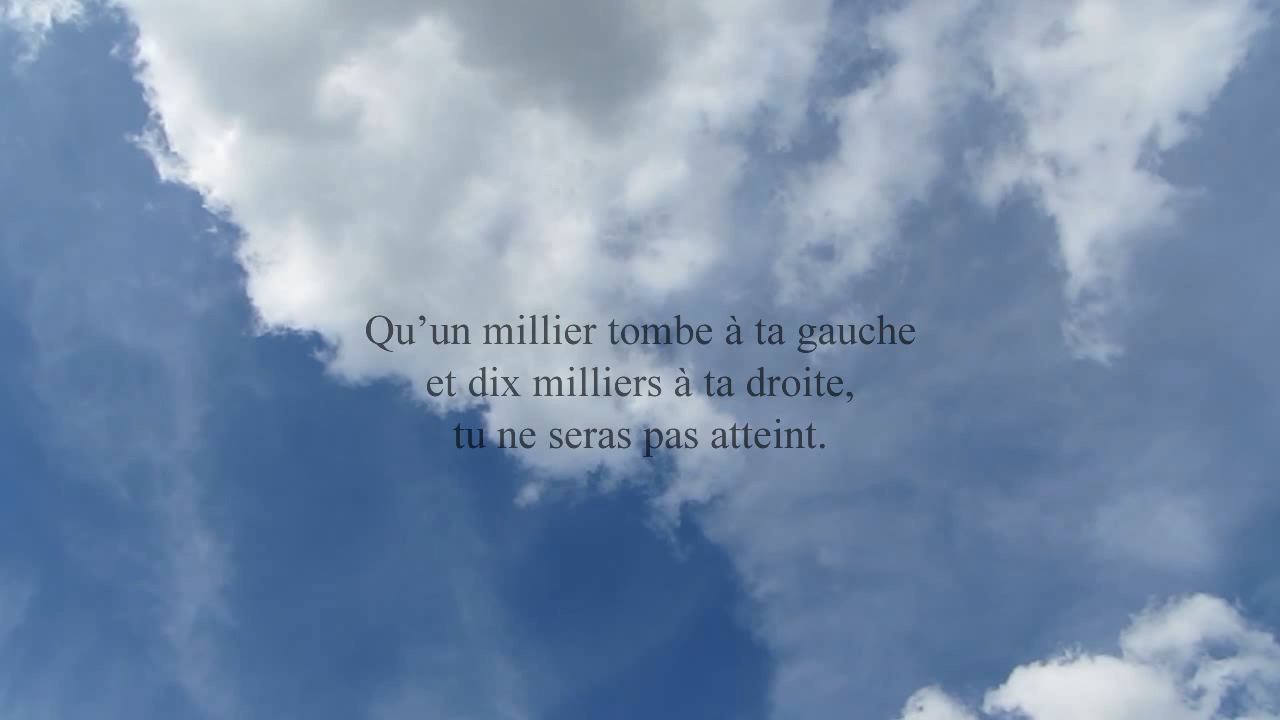 Qu’un millier tombe à ta gauche
et dix milliers à ta droite,
tu ne seras pas atteint.